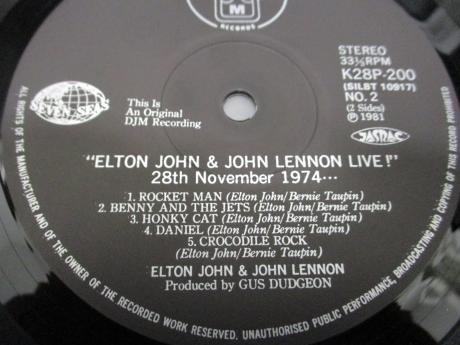 RECORDS
STEREO
33⅓RPM
K28P-200
(SILBT 10917)
NO. 2
(2 Sides)
℗ 1981
JASRAC
SEVEN SEAS
This Is
An Original
DJM Recording
"ELTON JOHN & JOHN LENNON LIVE!"
28th November 1974···
1. ROCKET MAN (Elton John/Bernie Taupin)
2. BENNY AND THE JETS (Elton John/Bernie Taupin)
3. HONKY CAT (Elton John/Bernie Taupin)
4. DANIEL (Elton John/Bernie Taupin)
5. CROCODILE ROCK
(Elton John/Bernie Taupin)
ELTON JOHN & JOHN LENNON
Produced by GUS DUDGEON
ALL RIGHTS OF THE MANUFACTURER AND OF THE OWNER OF THE RECORDED WORK RESERVED. UNAUTHORISED PUBLIC PERFORMANCE, BROADCASTING AND COPYING OF THIS RECORD PROHIBITED